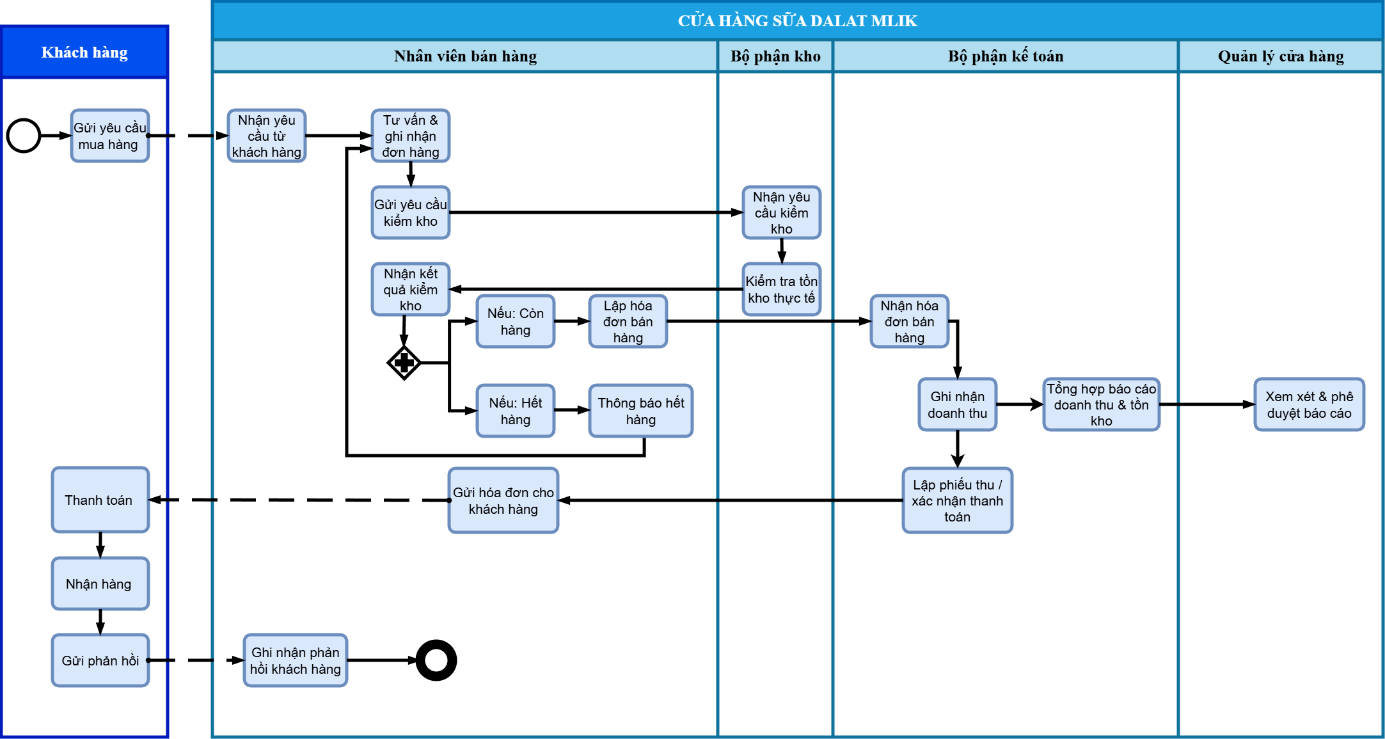 CỬA HÀNG SỮA DALAT MLIK
Khách hàng
Nhân viên bán hàng
Bộ phận kho
Bộ phận kế toán
Quản lý cửa hàng
Gửi yêu cầu
mua hàng
Nhận yêu
cầu từ
khách hàng
Tư vấn &
ghi nhận
đơn hàng
Gửi yêu cầu
kiểm kho
Nhận yêu
cầu kiểm
kho
Nhận kết
quả kiểm
kho
Kiểm tra tồn
kho thực tế
Nếu: Còn
hàng
Lập hóa
đơn bán
hàng
Nhận hóa
đơn bán
hàng
Nếu: Hết
hàng
Thông báo hết
hàng
Ghi nhận
doanh thu
Tổng hợp báo cáo
doanh thu & tồn
kho
Xem xét & phê
duyệt báo cáo
Thanh toán
Gửi hóa đơn cho
khách hàng
Lập phiếu thu /
xác nhận thanh
toán
Nhận hàng
Gửi phản hồi
Ghi nhận phản
hồi khách hàng